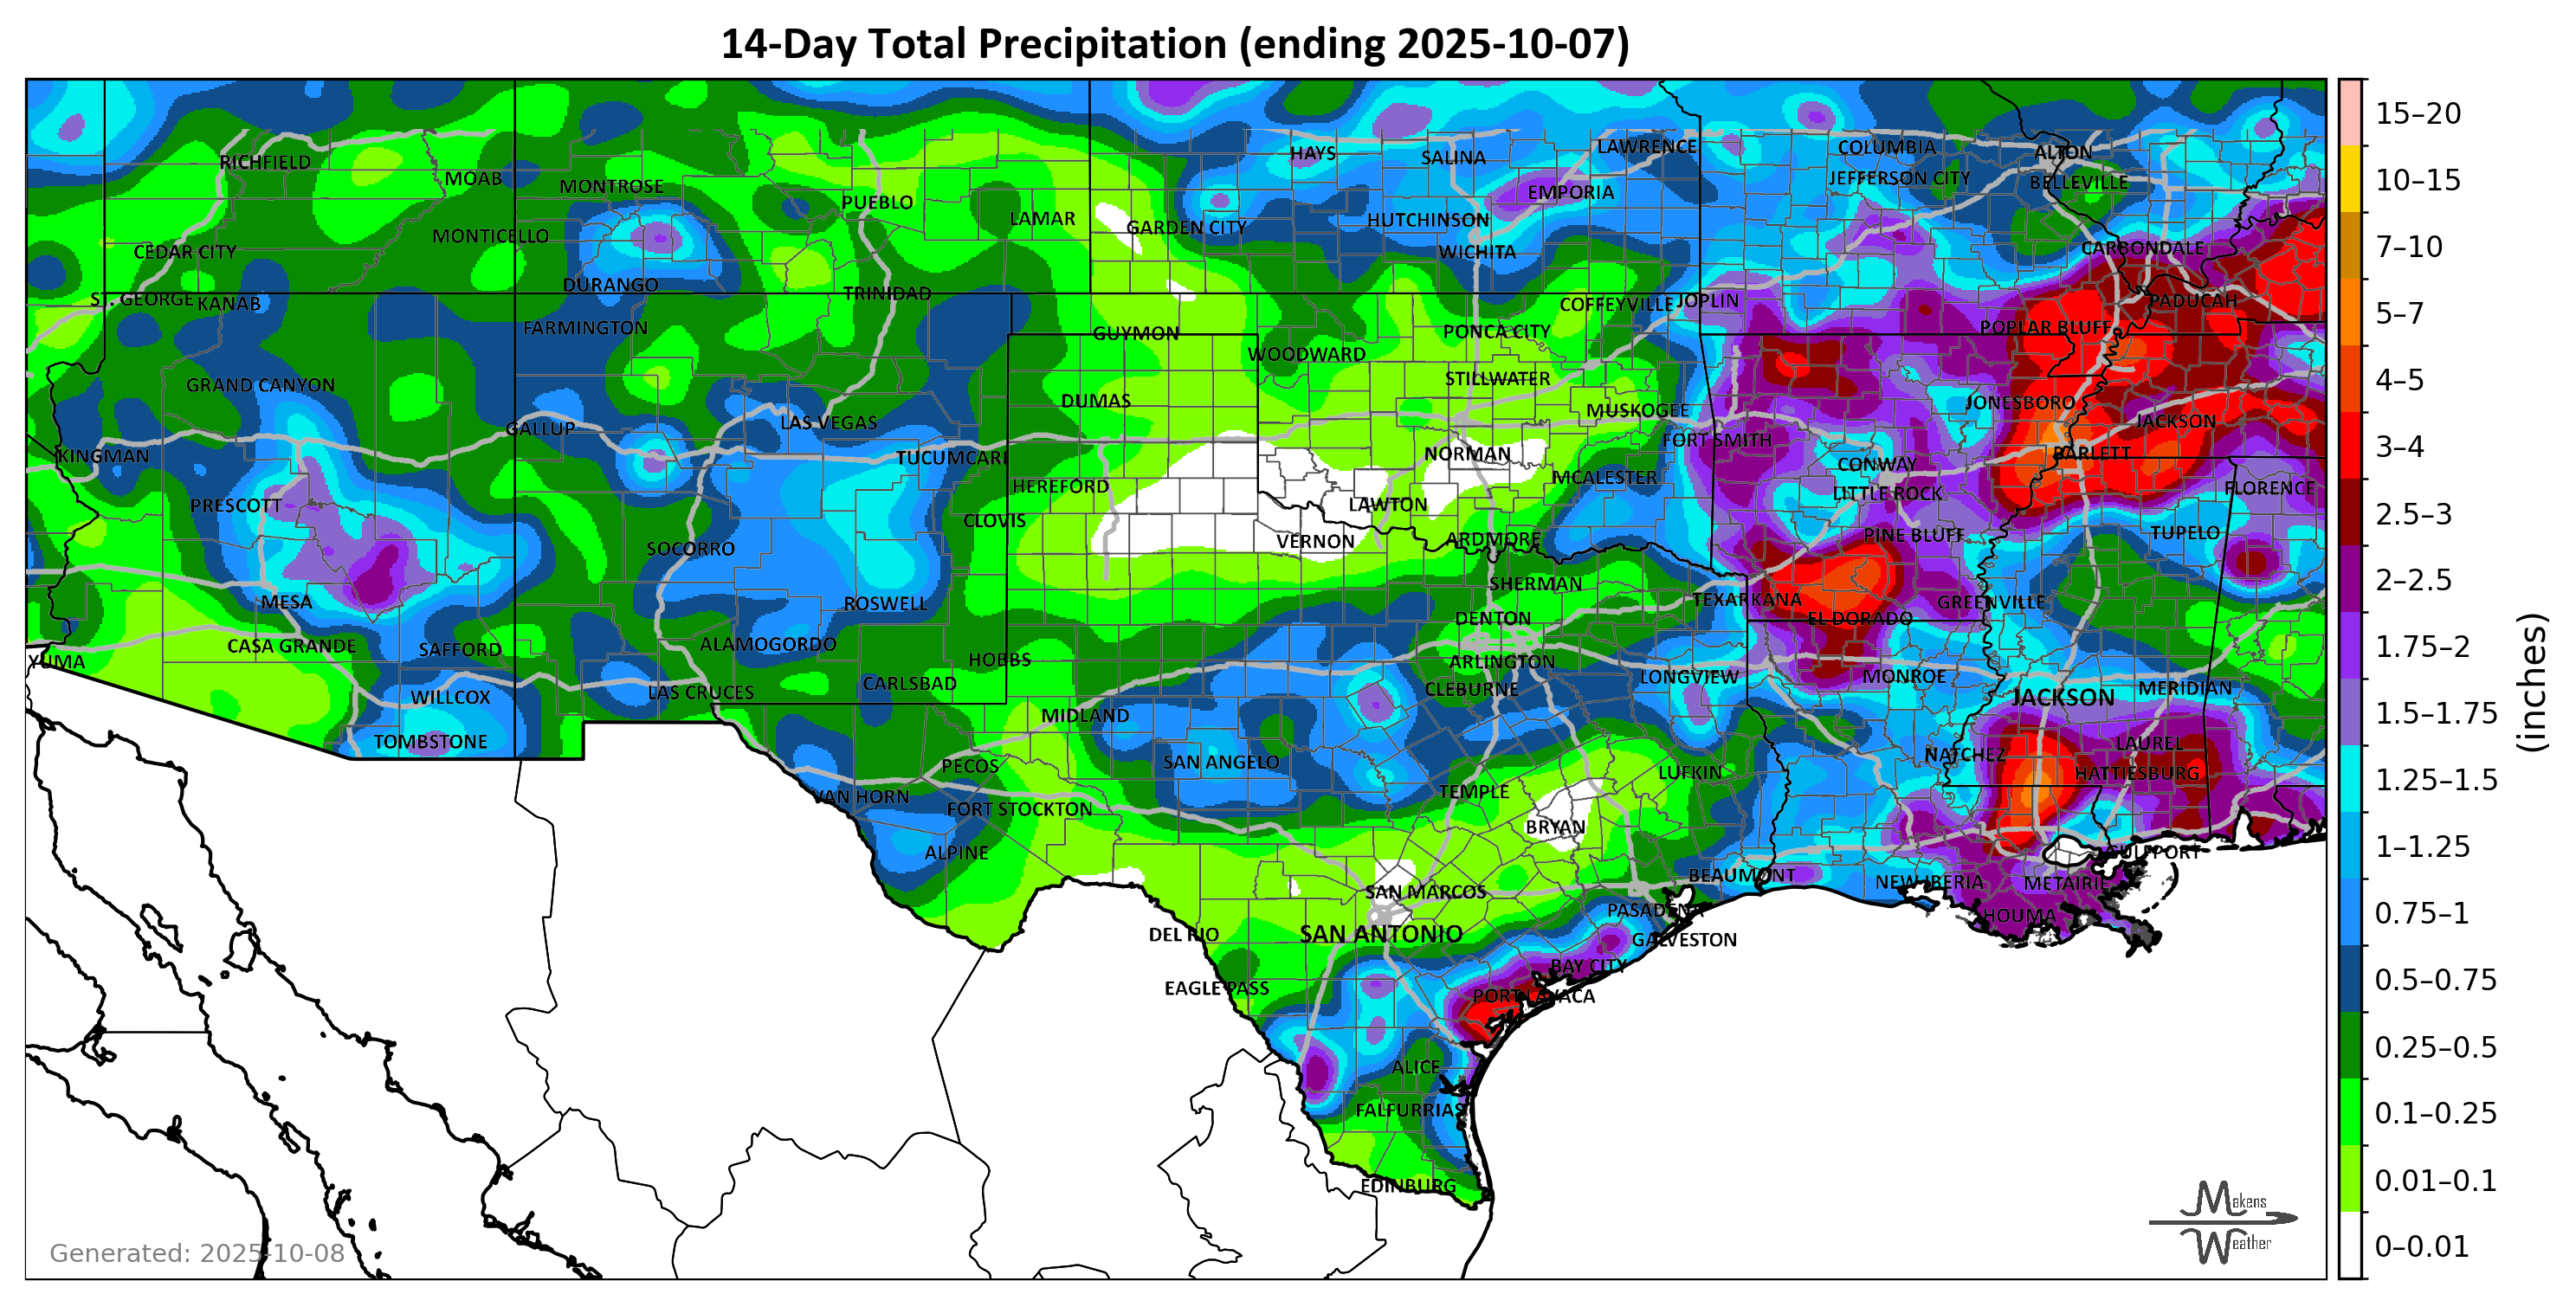 14-Day Total Precipitation (ending 2025-10-07)
HAYS
SALINA
LAWRENCE
COLUMBIA
ALTON
RICHFIELD
MOAB
MONTROSE
PUEBLO
EMPORIA
JEFFERSON CITY
BELLEVILLE
LAMAR
GARDEN CITY
HUTCHINSON
MONTICELLO
CEDAR CITY
WICHITA
CARBONDALE
DURANGO
TRINIDAD
ST. GEORGE
KANAB
COFFEYVILLE
JOPLIN
PADUCAH
FARMINGTON
GUYMON
PONCA CITY
POPLAR BLUFF
WOODWARD
GRAND CANYON
STILLWATER
DUMAS
MUSKOGEE
JONESBORO
GALLUP
LAS VEGAS
JACKSON
KINGMAN
TUCUMCARI
NORMAN
FORT SMITH
BARLETT
CONWAY
PRESCOTT
HEREFORD
MCALESTER
LITTLE ROCK
FLORENCE
LAWTON
CLOVIS
SOCORRO
VERNON
ARDMORE
PINE BLUFF
TUPELO
MESA
ROSWELL
SHERMAN
TEXARKANA
GREENVILLE
CASA GRANDE
SAFFORD
ALAMOGORDO
DENTON
EL DORADO
YUMA
HOBBS
ARLINGTON
WILLCOX
LAS CRUCES
CARLSBAD
CLEBURNE
LONGVIEW
MONROE
JACKSON
MERIDIAN
TOMBSTONE
MIDLAND
PECOS
SAN ANGELO
NATCHEZ
LAUREL
VAN HORN
FORT STOCKTON
TEMPLE
LUFKIN
HATTIESBURG
ALPINE
BRYAN
GULFPORT
SAN MARCOS
BEAUMONT
NEW IBERIA
METAIRIE
DEL RIO
SAN ANTONIO
PASADENA
GALVESTON
HOUMA
EAGLE PASS
BAY CITY
PORT LAVACA
ALICE
FALFURRIAS
EDINBURG
Generated: 2025-10-08
Makens
Weather
15–20
10–15
7–10
5–7
4–5
3–4
2.5–3
2–2.5
1.75–2
1.5–1.75
1.25–1.5
1–1.25
0.75–1
0.5–0.75
0.25–0.5
0.1–0.25
0.01–0.1
0–0.01
(inches)